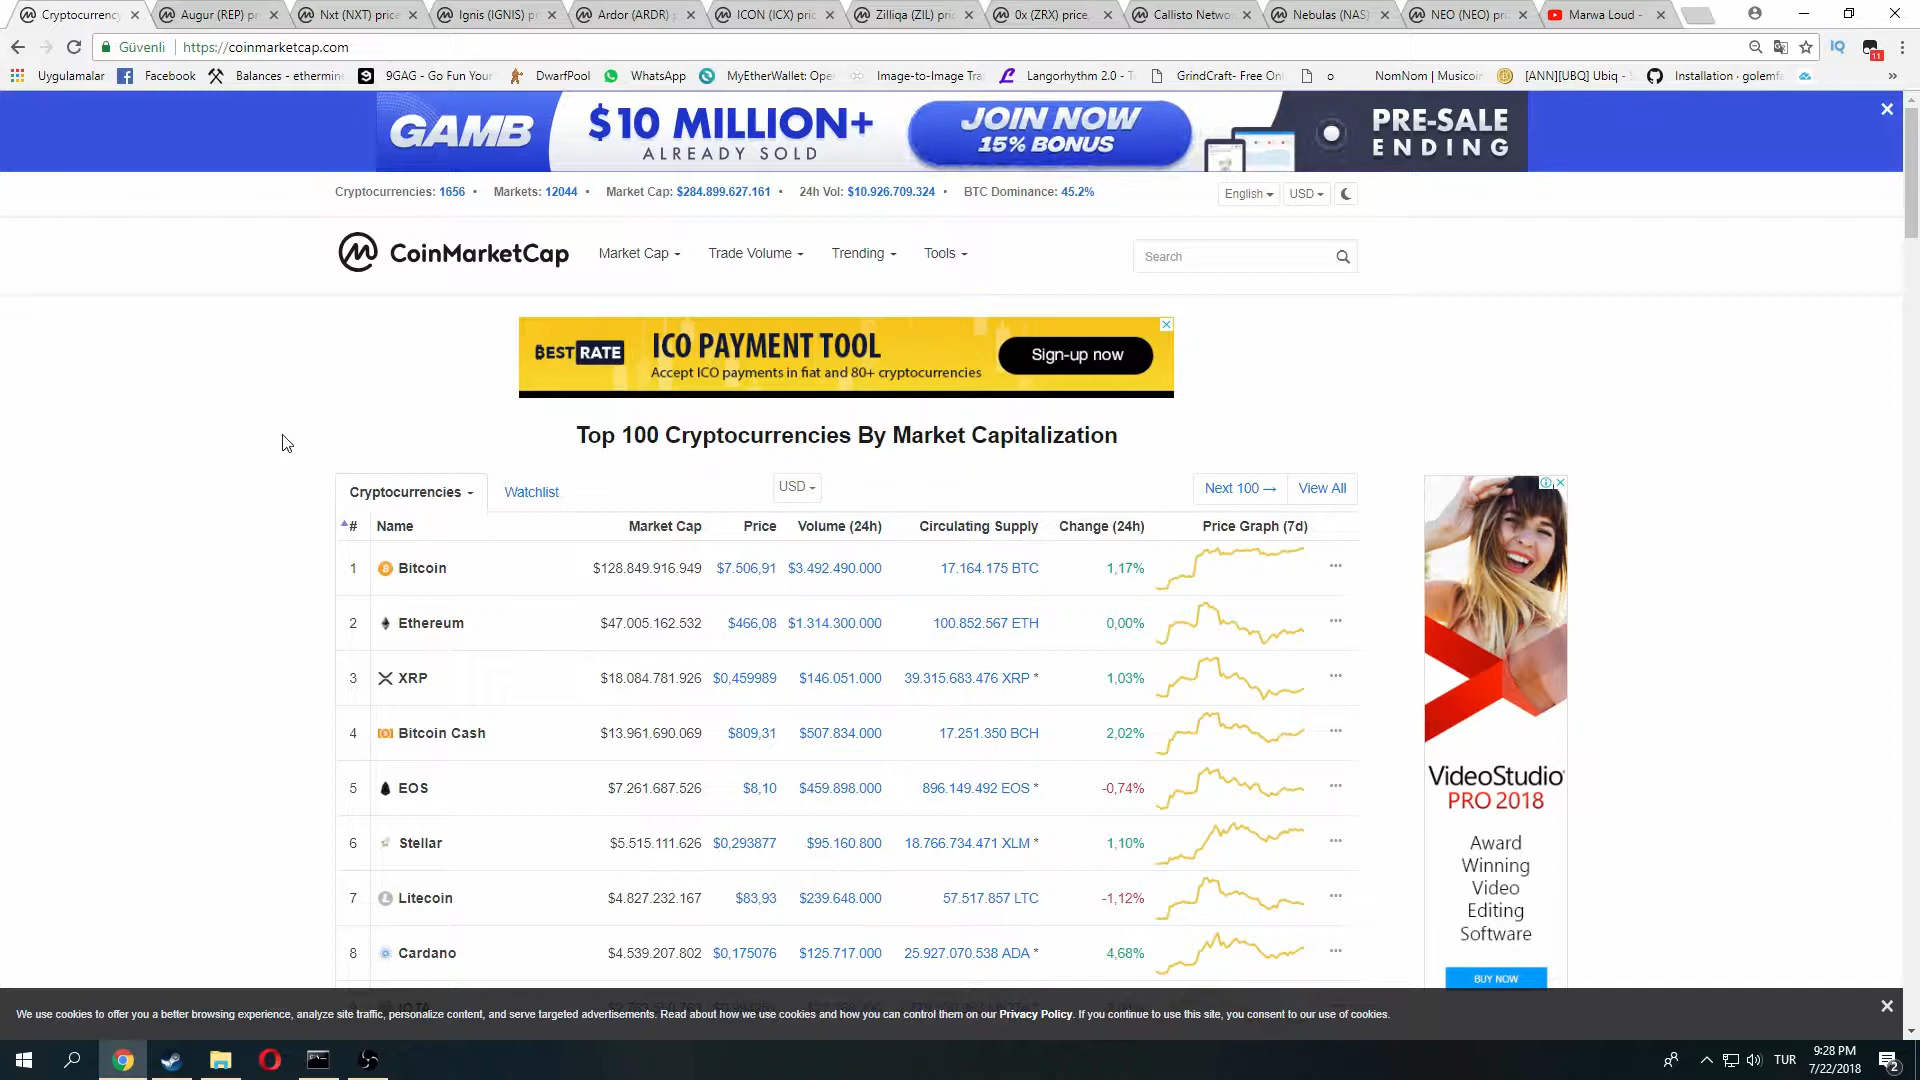 Cryptocurrency
Augur (REP) pr
Nxt (NXT) price
Ignis (IGNIS) p
Ardor (ARDR)
ICON (ICX) pric
Zilliqa (ZIL) pri
0x (ZRX) price,
Callisto Netwo
Nebulas (NAS)
NEO (NEO) pri
Marwa Loud -
Güvenli
https://coinmarketcap.com
11
Uygulamalar
Facebook
Balances - ethermine
9GAG - Go Fun Your
DwarfPool
WhatsApp
MyEtherWallet: Ope
Image-to-Image Tra
Langorhythm 2.0 - T
GrindCraft- Free Onl
o
NomNom | Musicoin
[ANN][UBQ] Ubiq -
Installation · golemfa
GAMB
$10 MILLION+
ALREADY SOLD
JOIN NOW
15% BONUS
PRE-SALE
ENDING
Cryptocurrencies: 1656 • Markets: 12044 • Market Cap: $284.899.627.161 • 24h Vol: $10.926.709.324 • BTC Dominance: 45.2%
English
USD
CoinMarketCap
Market Cap
Trade Volume
Trending
Tools
Search
BESTRATE
ICO PAYMENT TOOL
Accept ICO payments in fiat and 80+ cryptocurrencies
Sign-up now
Top 100 Cryptocurrencies By Market Capitalization
Cryptocurrencies
Watchlist
USD
Next 100 →
View All
# Name Market Cap Price Volume (24h) Circulating Supply Change (24h) Price Graph (7d)
1 Bitcoin $128.849.916.949 $7.506,91 $3.492.490.000 17.164.175 BTC 1,17%
2 Ethereum $47.005.162.532 $466,08 $1.314.300.000 100.852.567 ETH 0,00%
3 XRP $18.084.781.926 $0,459989 $146.051.000 39.315.683.476 XRP * 1,03%
4 Bitcoin Cash $13.961.690.069 $809,31 $507.834.000 17.251.350 BCH 2,02%
5 EOS $7.261.687.526 $8,10 $459.898.000 896.149.492 EOS * -0,74%
6 Stellar $5.515.111.626 $0,293877 $95.160.800 18.766.734.471 XLM * 1,10%
7 Litecoin $4.827.232.167 $83,93 $239.648.000 57.517.857 LTC -1,12%
8 Cardano $4.539.207.802 $0,175076 $125.717.000 25.927.070.538 ADA * 4,68%
VideoStudio
PRO 2018
Award
Winning
Video
Editing
Software
BUY NOW
We use cookies to offer you a better browsing experience, analyze site traffic, personalize content, and serve targeted advertisements. Read about how we use cookies and how you can control them on our Privacy Policy. If you continue to use this site, you consent to our use of cookies.
TUR
9:28 PM
7/22/2018
2